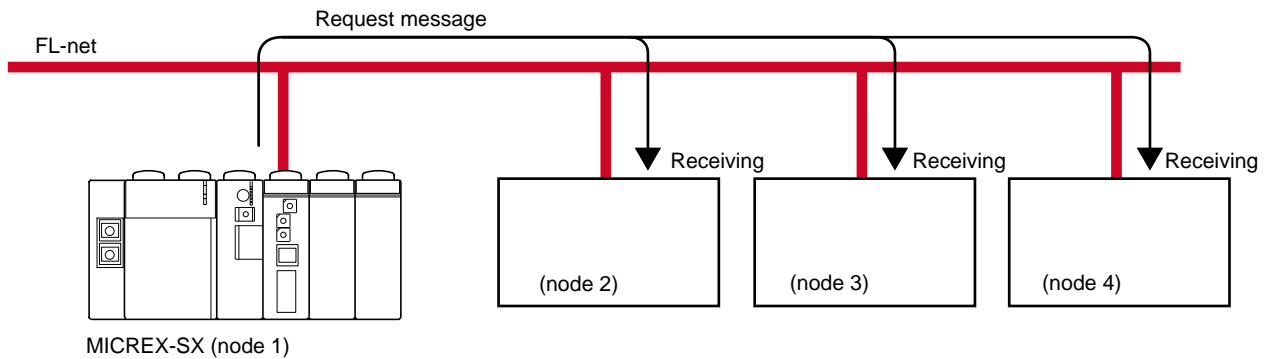 Request message
FL-net
Receiving
Receiving
Receiving
(node 2)
(node 3)
(node 4)
MICREX-SX (node 1)